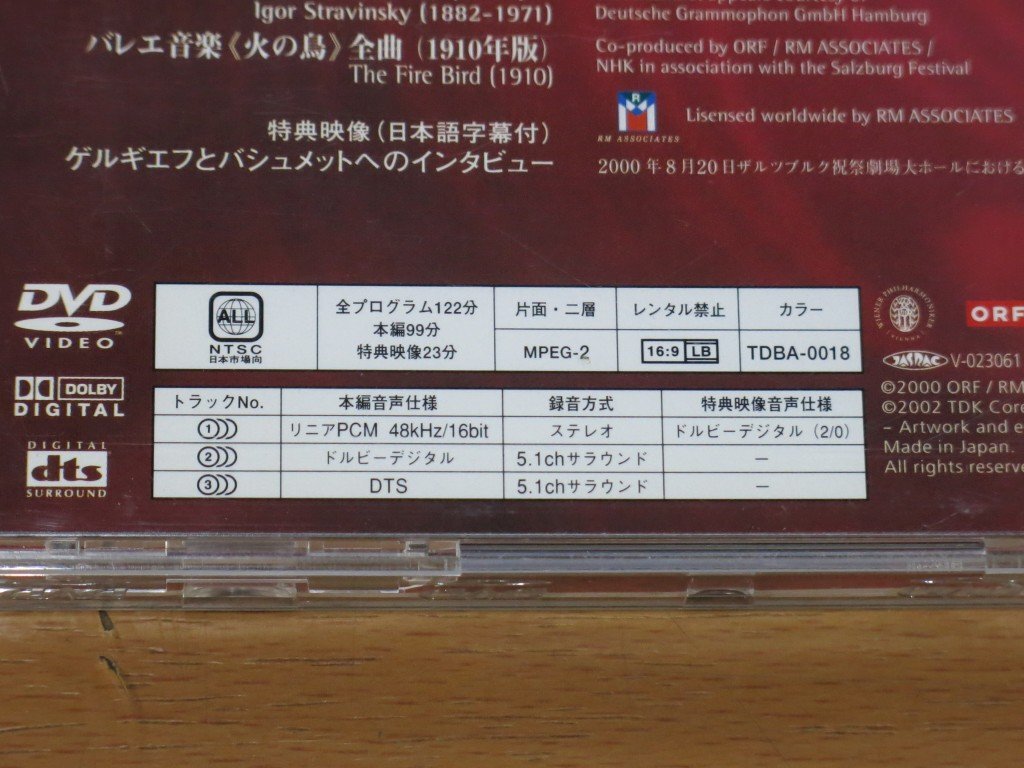 Igor Stravinsky (1882-1971)
バレエ音楽《火の鳥》全曲（1910年版）
The Fire Bird (1910)
特典映像（日本語字幕付）
ゲルギエフとバシュメットへのインタビュー
Deutsche Grammophon GmbH Hamburg
Co-produced by ORF / RM ASSOCIATES /
NHK in association with the Salzburg Festival
R M
RM ASSOCIATES
Licensed worldwide by RM ASSOCIATES
2000年8月20日ザルツブルク祝祭劇場大ホールにおける
DVD
VIDEO
DOLBY
DIGITAL
DIGITAL
dts
SURROUND
ALL
NTSC
日本市場向
全プログラム122分
本編99分
特典映像23分
片面・二層
MPEG-2
レンタル禁止
16:9 LB
カラー
TDBA-0018
トラックNo. 本編音声仕様 録音方式 特典映像音声仕様
1 リニアPCM 48kHz/16bit ステレオ ドルビーデジタル（2/0）
2 ドルビーデジタル 5.1chサラウンド －
3 DTS 5.1chサラウンド －
WIENER PHILHARMONIKER
ORF
JASRAC V-023061
©2000 ORF / RM
©2002 TDK Cor
- Artwork and e
Made in Japan.
All rights reserve